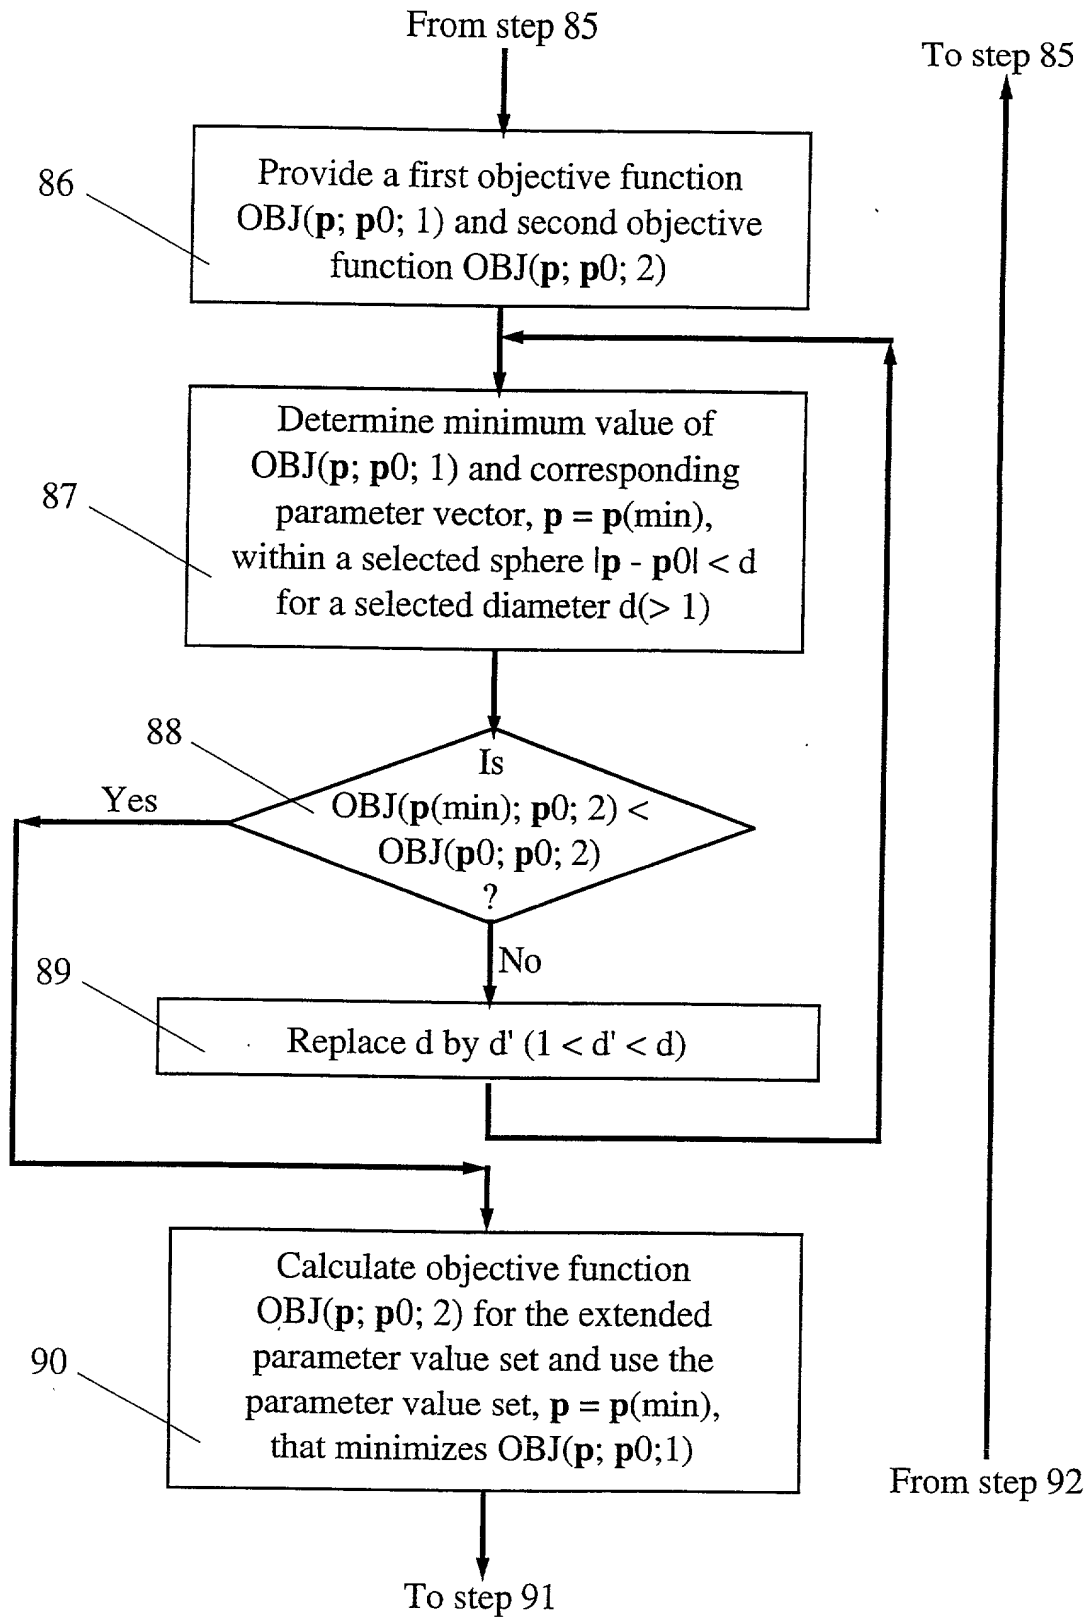 From step 85
To step 85
86
Provide a first objective function
OBJ(p; p0; 1) and second objective
function OBJ(p; p0; 2)
87
Determine minimum value of
OBJ(p; p0; 1) and corresponding
parameter vector, p = p(min),
within a selected sphere |p - p0| < d
for a selected diameter d(> 1)
88
Is
OBJ(p(min); p0; 2) <
OBJ(p0; p0; 2)
?
Yes
No
89
Replace d by d' (1 < d' < d)
90
Calculate objective function
OBJ(p; p0; 2) for the extended
parameter value set and use the
parameter value set, p = p(min),
that minimizes OBJ(p; p0;1)
From step 92
To step 91